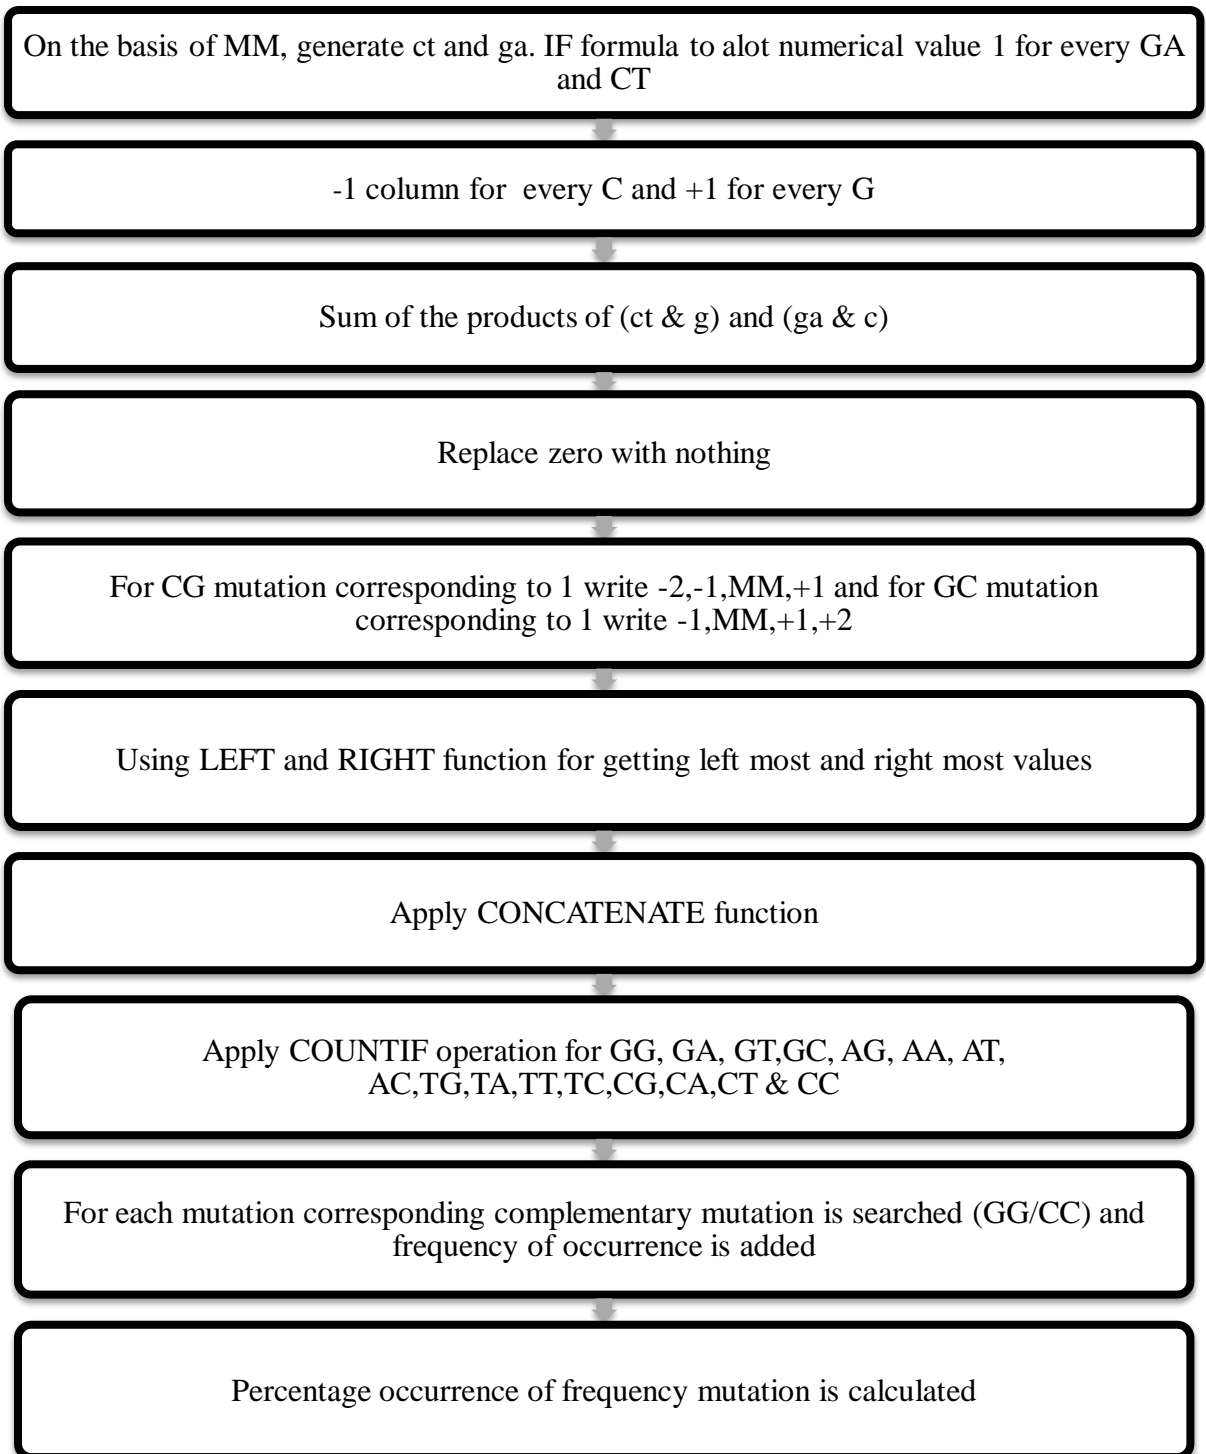 On the basis of MM, generate ct and ga. IF formula to alot numerical value 1 for every GA
and CT
-1 column for every C and +1 for every G
Sum of the products of (ct & g) and (ga & c)
Replace zero with nothing
For CG mutation corresponding to 1 write -2,-1,MM,+1 and for GC mutation
corresponding to 1 write -1,MM,+1,+2
Using LEFT and RIGHT function for getting left most and right most values
Apply CONCATENATE function
Apply COUNTIF operation for GG, GA, GT,GC, AG, AA, AT,
AC,TG,TA,TT,TC,CG,CA,CT & CC
For each mutation corresponding complementary mutation is searched (GG/CC) and
frequency of occurrence is added
Percentage occurrence of frequency mutation is calculated